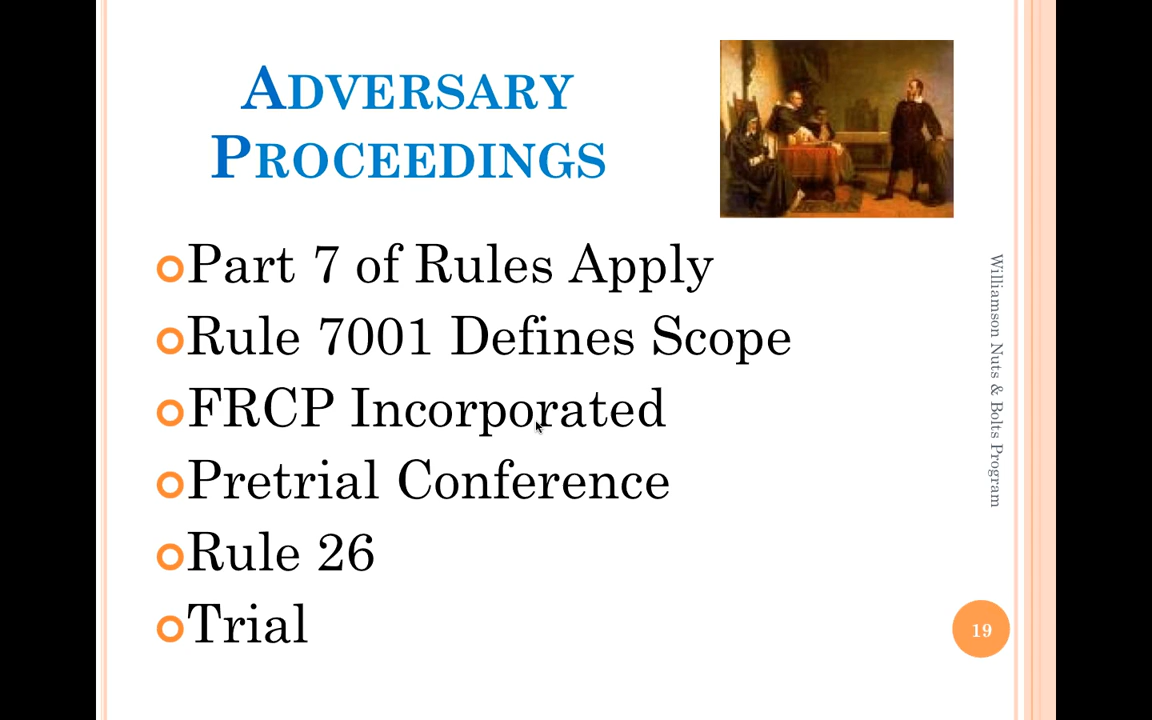 ADVERSARY
PROCEEDINGS
Part 7 of Rules Apply
Rule 7001 Defines Scope
FRCP Incorporated
Pretrial Conference
Rule 26
Trial
Williamson Nuts & Bolts Program
19